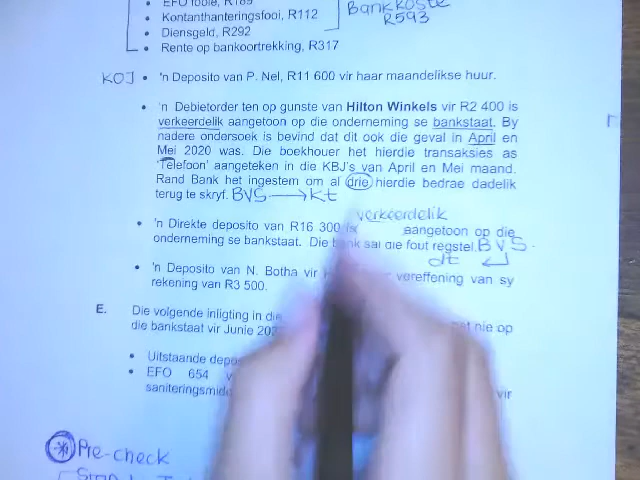 EFO fooie, R189
Kontanthanteringsfooi, R112
Bankkoste
R593
Diensgeld, R292
Rente op bankoortrekking, R317
KOJ
'n Deposito van P. Nel, R11 600 vir haar maandelikse huur.
'n Debietorder ten op gunste van Hilton Winkels vir R2 400 is
verkeerdelik aangetoon op die onderneming se bankstaat. By
nadere ondersoek is bevind dat dit ook die geval in April en
Mei 2020 was. Die boekhouer het hierdie transaksies as
'Telefoon' aangeteken in die KBJ's van April en Mei maand.
Rand Bank het ingestem om al drie hierdie bedrae dadelik
terug te skryf. BVS → kt
verkeerdelik
'n Direkte deposito van R16 300 is aangetoon op die
onderneming se bankstaat. Die bank sal die fout regstel. BVS.
dt
'n Deposito van N. Botha vir vereffening van sy
rekening van R3 500.
E.
Die volgende inligting in die nie op
die bankstaat vir Junie
Uitstaande
EFO 654
vir
* Pre-check